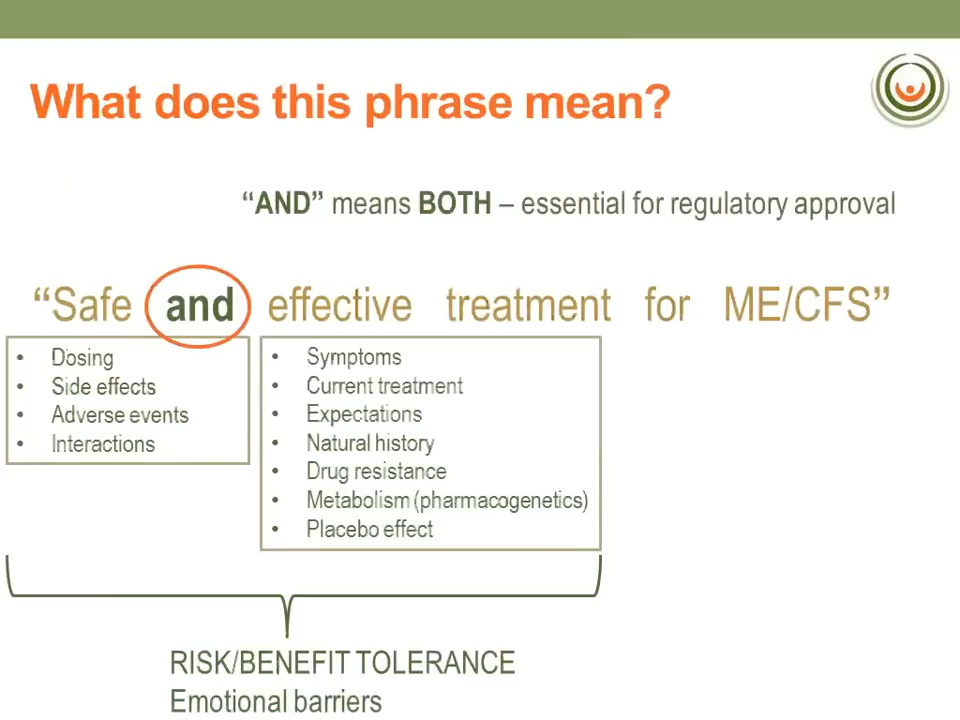 What does this phrase mean?
“AND” means BOTH – essential for regulatory approval
“Safe and effective treatment for ME/CFS”
• Dosing
• Side effects
• Adverse events
• Interactions
• Symptoms
• Current treatment
• Expectations
• Natural history
• Drug resistance
• Metabolism (pharmacogenetics)
• Placebo effect
RISK/BENEFIT TOLERANCE
Emotional barriers